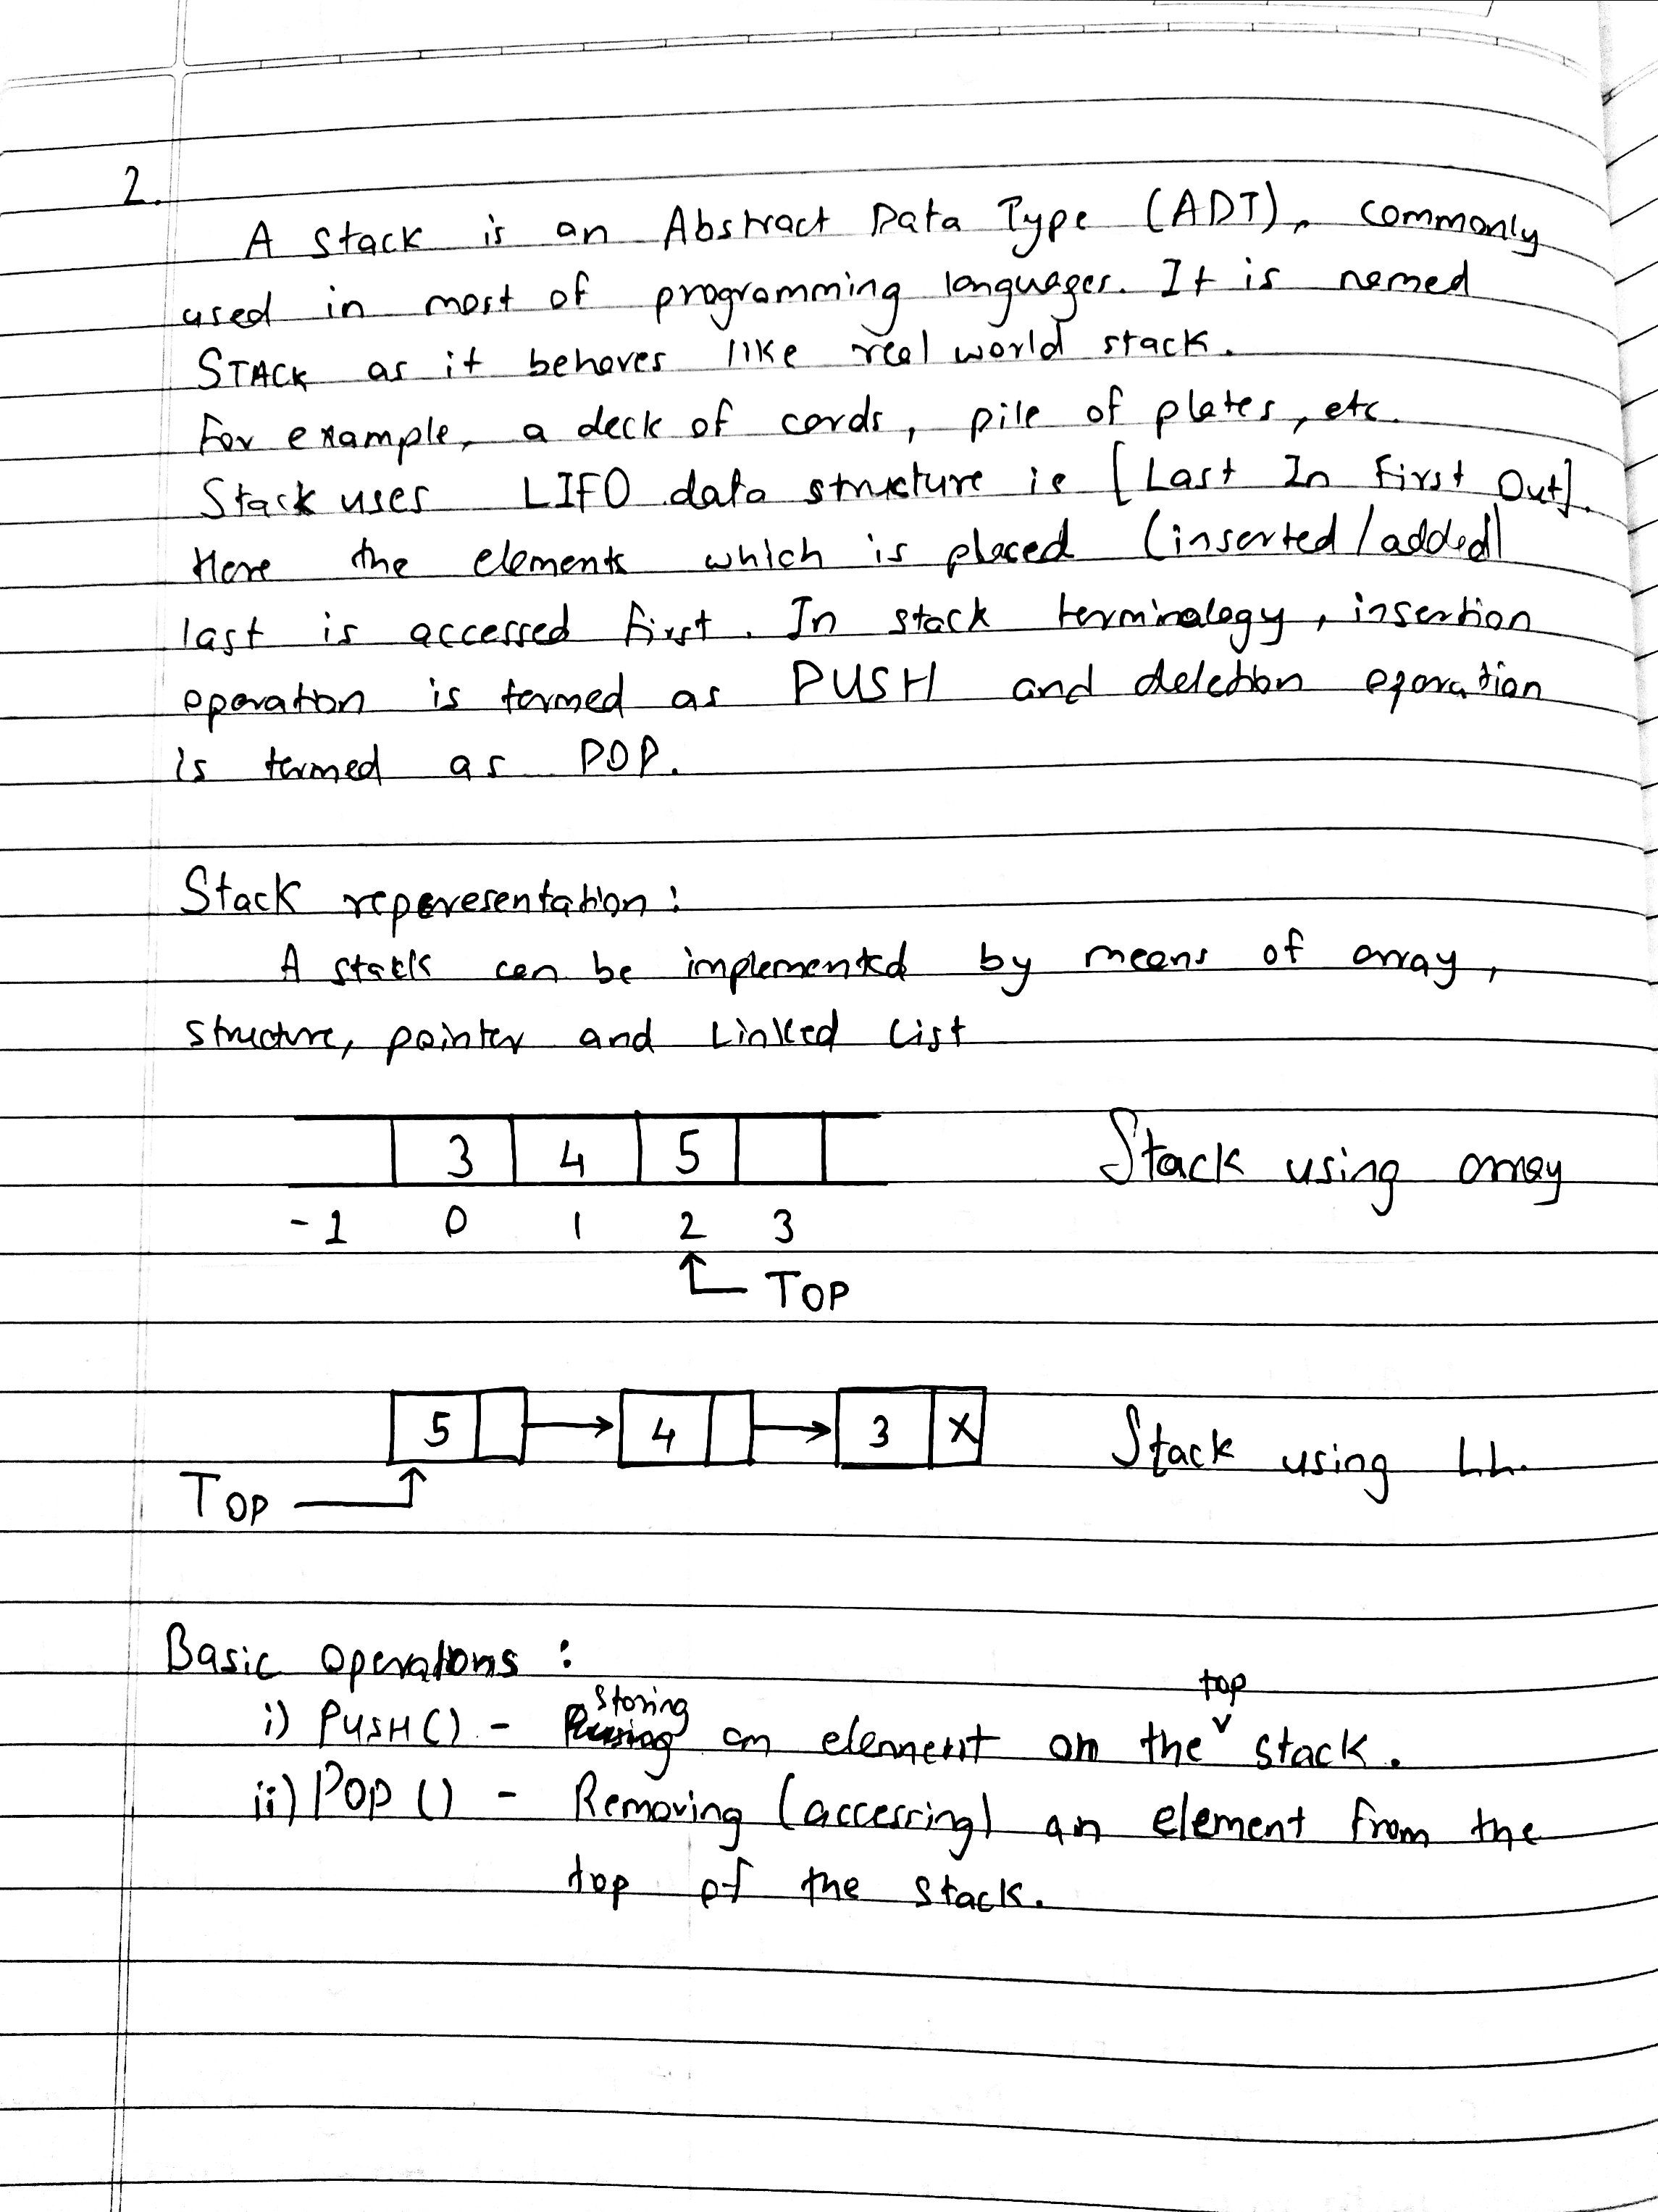 2.
A stack is an Abstract Data Type (ADT), commonly
used in most of programming languages. It is named
STACK as it behaves like real world stack.
For example, a deck of cards, pile of plates, etc.
Stack uses LIFO data structure ie [Last In First Out].
Here the elements which is placed (inserted/added)
last is accessed first. In stack terminology, insertion
operation is termed as PUSH and deletion operation
is termed as POP.
Stack reperesentation:
A stack can be implemented by means of array,
structure, pointer and Linked List
3 4 5 Stack using array
-1 0 1 2 3
TOP
5 4 3 X Stack using LL.
TOP
Basic operations :
i) PUSH() - storing an element on the top stack.
ii) POP () - Removing (accessing) an element from the
top of the stack.